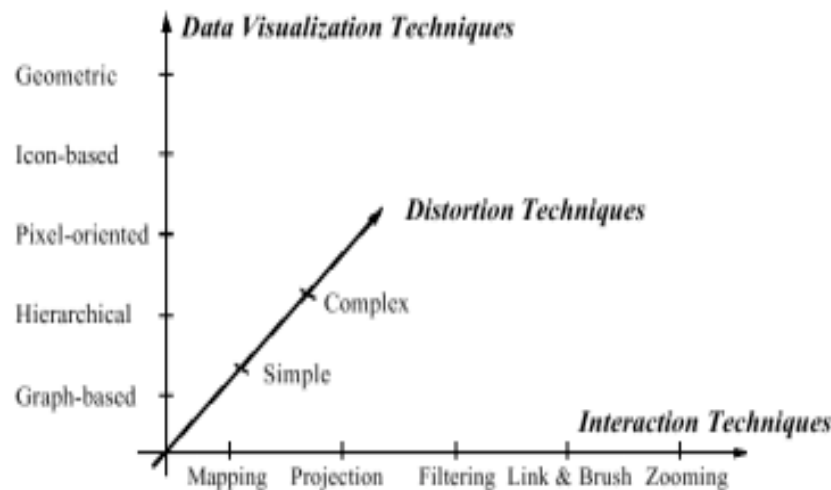 Data Visualization Techniques
Geometric
Icon-based
Distortion Techniques
Pixel-oriented
Complex
Hierarchical
Simple
Graph-based
Interaction Techniques
Mapping Projection Filtering Link & Brush Zooming